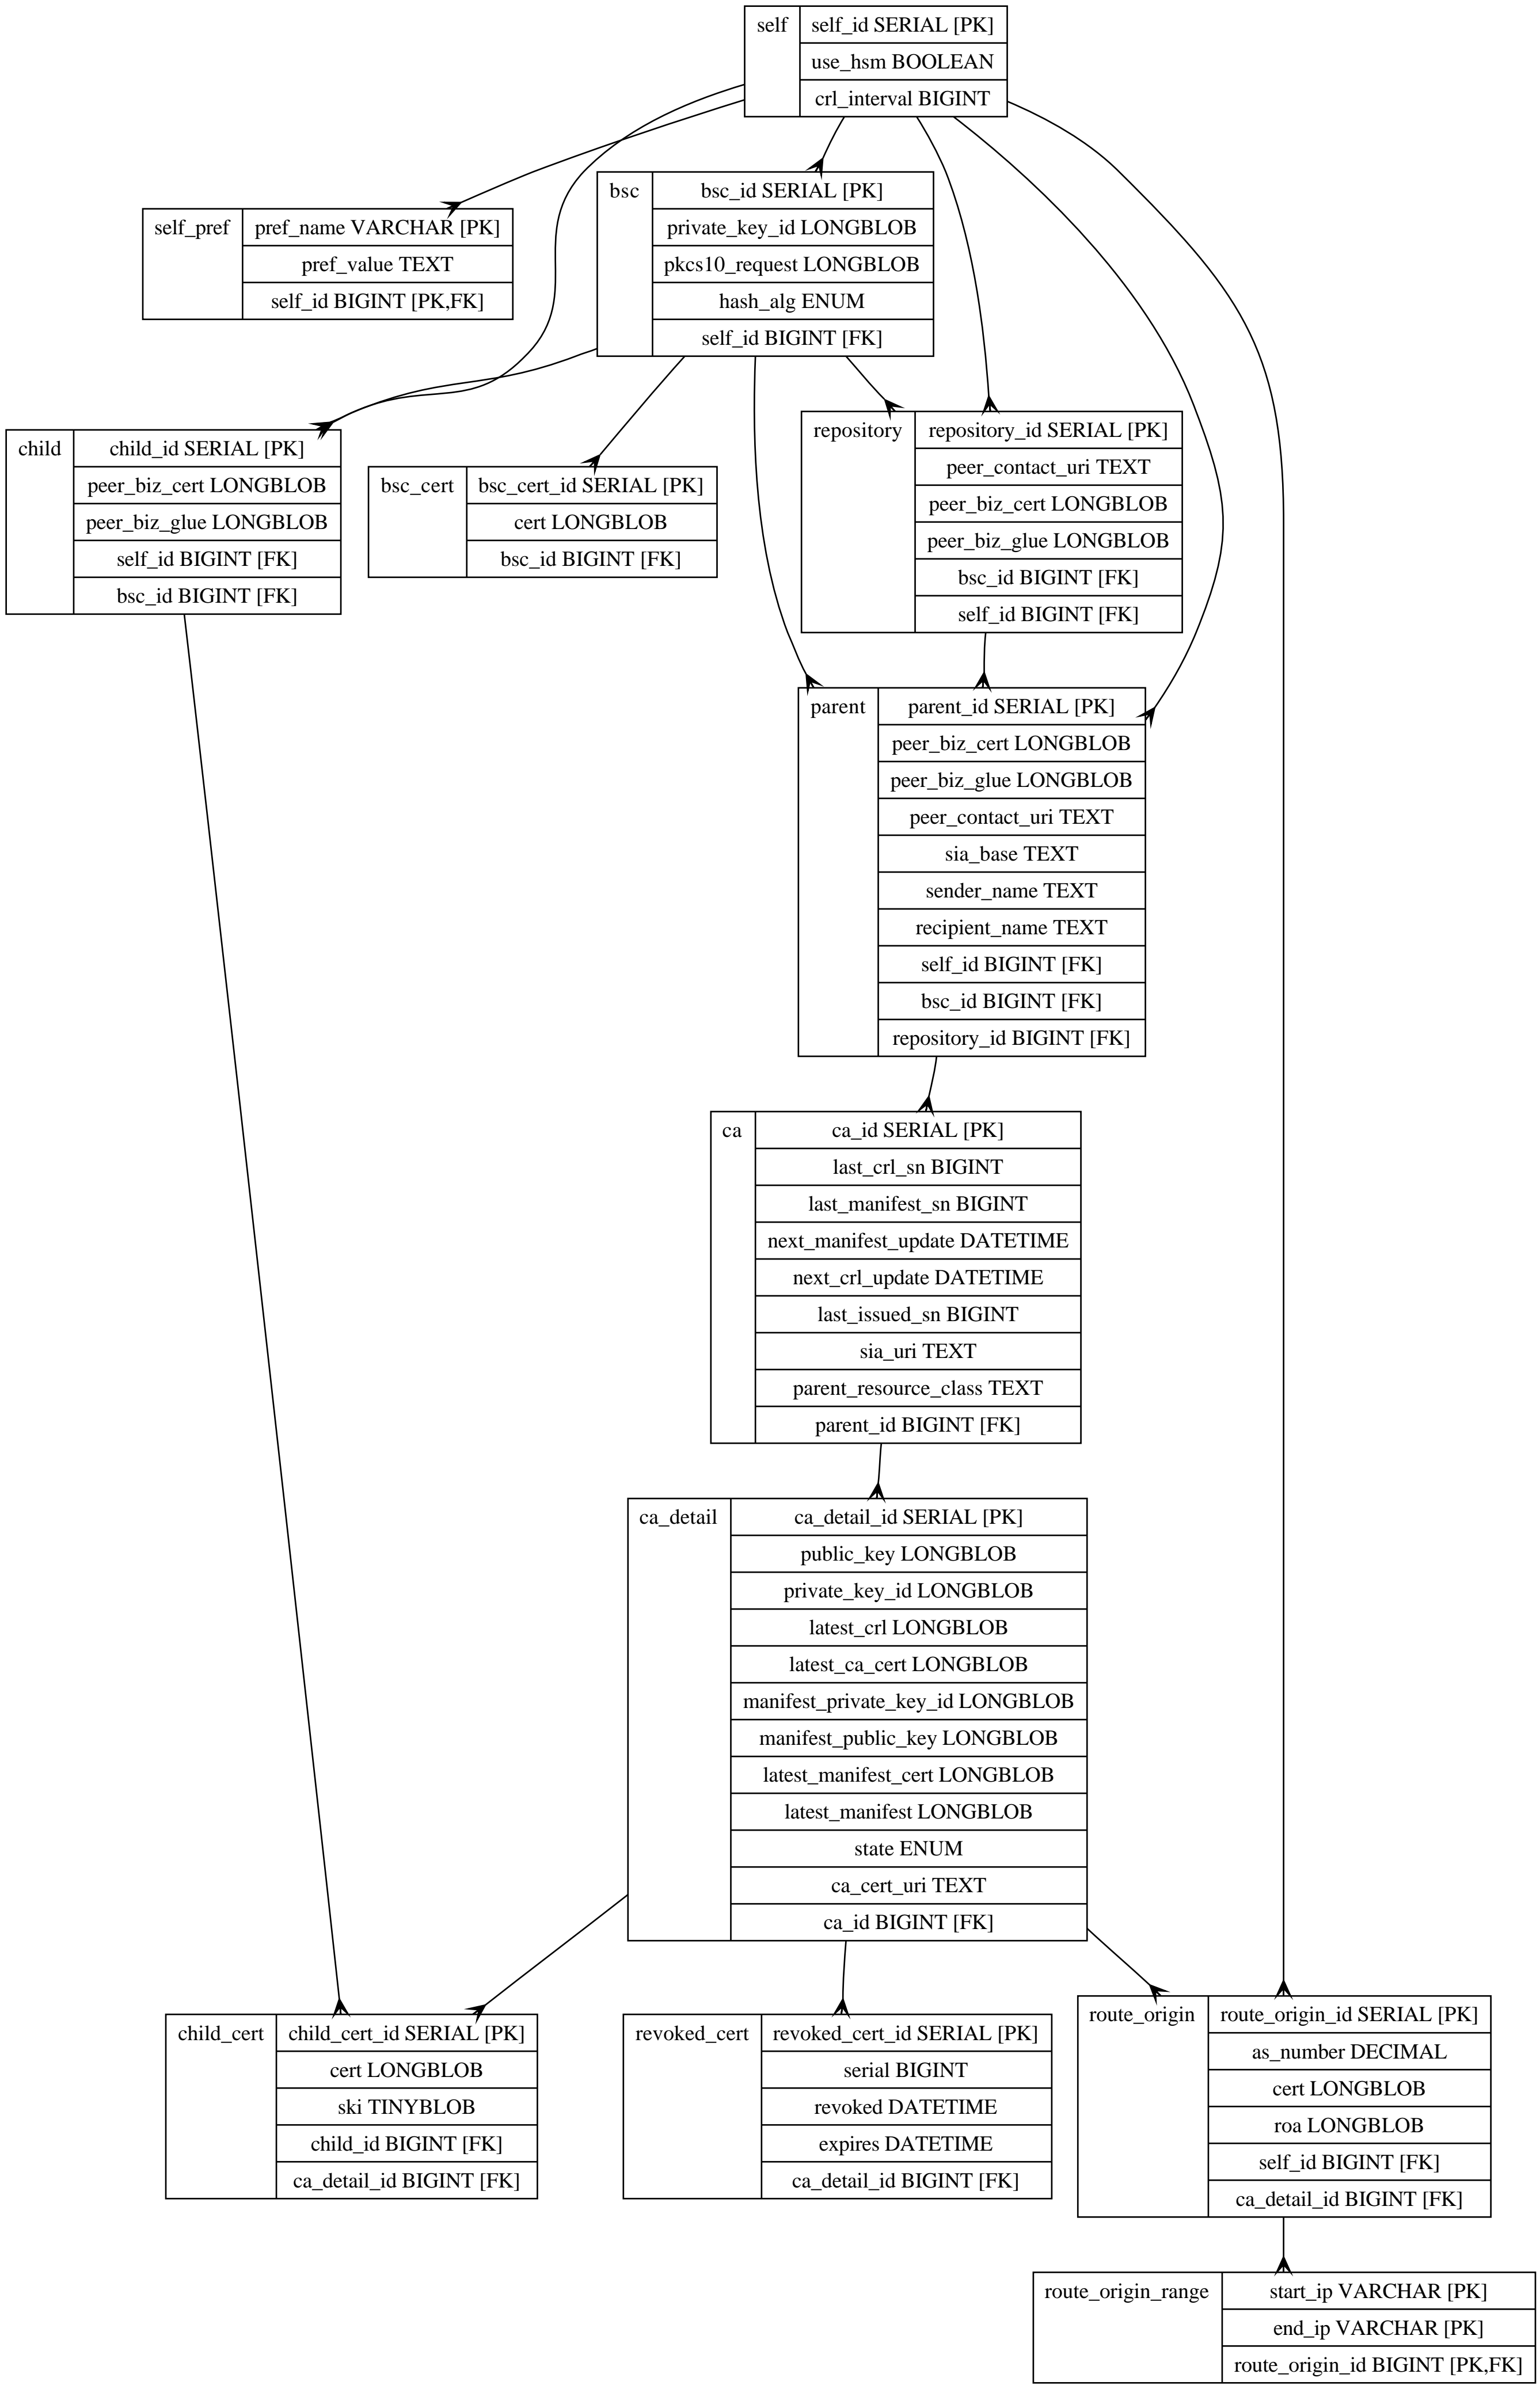 self
self_id SERIAL [PK]
use_hsm BOOLEAN
crl_interval BIGINT
bsc
bsc_id SERIAL [PK]
private_key_id LONGBLOB
pkcs10_request LONGBLOB
hash_alg ENUM
self_id BIGINT [FK]
self_pref
pref_name VARCHAR [PK]
pref_value TEXT
self_id BIGINT [PK,FK]
child
child_id SERIAL [PK]
peer_biz_cert LONGBLOB
peer_biz_glue LONGBLOB
self_id BIGINT [FK]
bsc_id BIGINT [FK]
bsc_cert
bsc_cert_id SERIAL [PK]
cert LONGBLOB
bsc_id BIGINT [FK]
repository
repository_id SERIAL [PK]
peer_contact_uri TEXT
peer_biz_cert LONGBLOB
peer_biz_glue LONGBLOB
bsc_id BIGINT [FK]
self_id BIGINT [FK]
parent
parent_id SERIAL [PK]
peer_biz_cert LONGBLOB
peer_biz_glue LONGBLOB
peer_contact_uri TEXT
sia_base TEXT
sender_name TEXT
recipient_name TEXT
self_id BIGINT [FK]
bsc_id BIGINT [FK]
repository_id BIGINT [FK]
ca
ca_id SERIAL [PK]
last_crl_sn BIGINT
last_manifest_sn BIGINT
next_manifest_update DATETIME
next_crl_update DATETIME
last_issued_sn BIGINT
sia_uri TEXT
parent_resource_class TEXT
parent_id BIGINT [FK]
ca_detail
ca_detail_id SERIAL [PK]
public_key LONGBLOB
private_key_id LONGBLOB
latest_crl LONGBLOB
latest_ca_cert LONGBLOB
manifest_private_key_id LONGBLOB
manifest_public_key LONGBLOB
latest_manifest_cert LONGBLOB
latest_manifest LONGBLOB
state ENUM
ca_cert_uri TEXT
ca_id BIGINT [FK]
child_cert
child_cert_id SERIAL [PK]
cert LONGBLOB
ski TINYBLOB
child_id BIGINT [FK]
ca_detail_id BIGINT [FK]
revoked_cert
revoked_cert_id SERIAL [PK]
serial BIGINT
revoked DATETIME
expires DATETIME
ca_detail_id BIGINT [FK]
route_origin
route_origin_id SERIAL [PK]
as_number DECIMAL
cert LONGBLOB
roa LONGBLOB
self_id BIGINT [FK]
ca_detail_id BIGINT [FK]
route_origin_range
start_ip VARCHAR [PK]
end_ip VARCHAR [PK]
route_origin_id BIGINT [PK,FK]